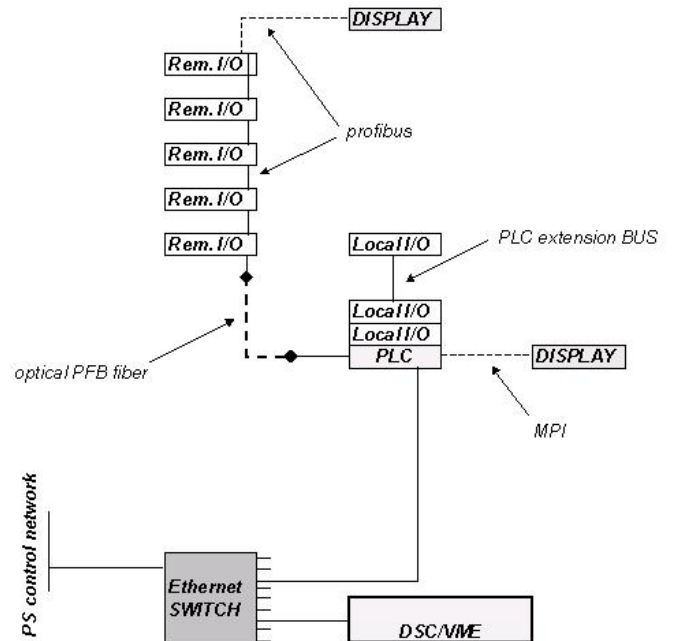 DISPLAY
Rem. I/O
Rem. I/O
profibus
Rem. I/O
Rem. I/O
Rem. I/O
Local I/O
PLC extension BUS
Local I/O
Local I/O
PLC
DISPLAY
optical PFB fiber
MPI
PS control network
Ethernet
SWITCH
DSC/VME